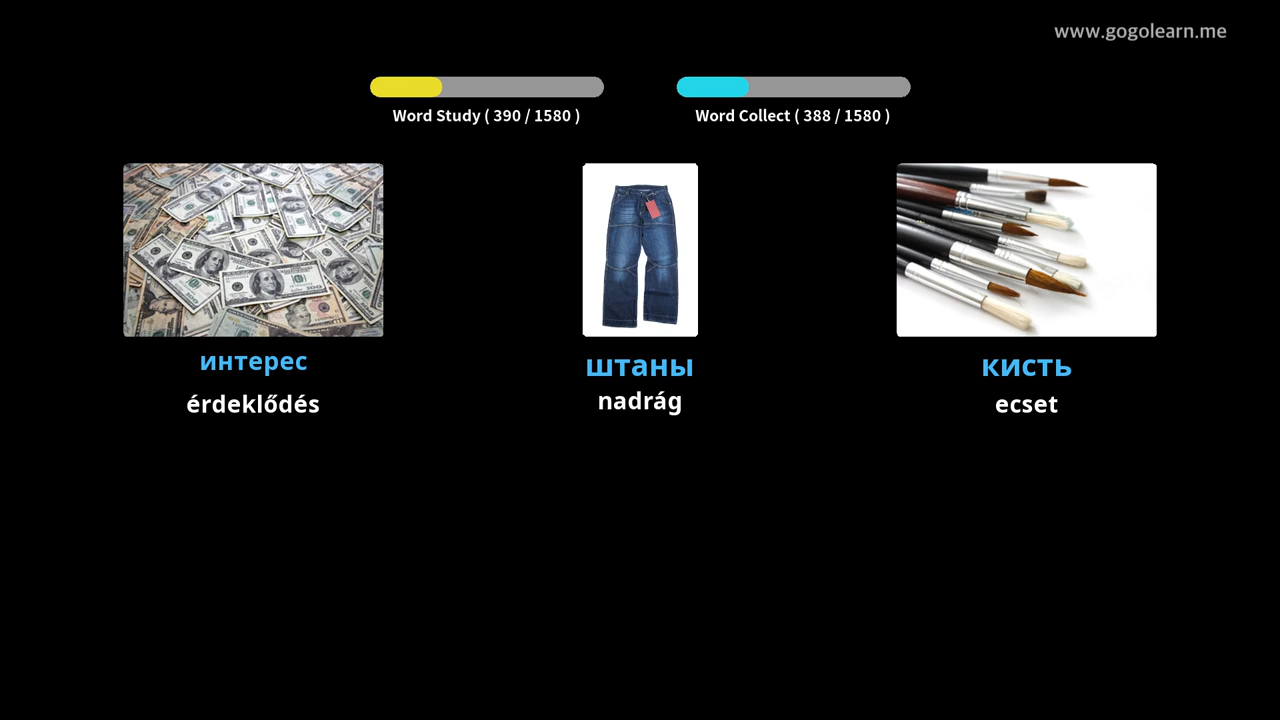 www.gogolearn.me
Word Study ( 390 / 1580 )
Word Collect ( 388 / 1580 )
интерес
érdeklődés
штаны
nadrág
кисть
ecset